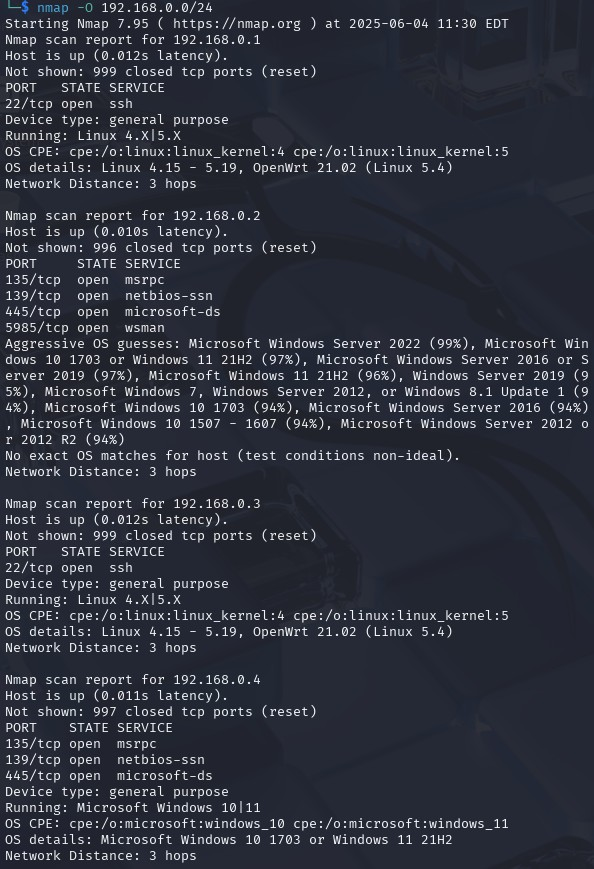 └─$ nmap -O 192.168.0.0/24
Starting Nmap 7.95 ( https://nmap.org ) at 2025-06-04 11:30 EDT
Nmap scan report for 192.168.0.1
Host is up (0.012s latency).
Not shown: 999 closed tcp ports (reset)
PORT   STATE SERVICE
22/tcp open  ssh
Device type: general purpose
Running: Linux 4.X|5.X
OS CPE: cpe:/o:linux:linux_kernel:4 cpe:/o:linux:linux_kernel:5
OS details: Linux 4.15 - 5.19, OpenWrt 21.02 (Linux 5.4)
Network Distance: 3 hops

Nmap scan report for 192.168.0.2
Host is up (0.010s latency).
Not shown: 996 closed tcp ports (reset)
PORT     STATE SERVICE
135/tcp  open  msrpc
139/tcp  open  netbios-ssn
445/tcp  open  microsoft-ds
5985/tcp open  wsman
Aggressive OS guesses: Microsoft Windows Server 2022 (99%), Microsoft Win
dows 10 1703 or Windows 11 21H2 (97%), Microsoft Windows Server 2016 or S
erver 2019 (97%), Microsoft Windows 11 21H2 (96%), Windows Server 2019 (9
5%), Microsoft Windows 7, Windows Server 2012, or Windows 8.1 Update 1 (9
4%), Microsoft Windows 10 1703 (94%), Microsoft Windows Server 2016 (94%)
, Microsoft Windows 10 1507 - 1607 (94%), Microsoft Windows Server 2012 o
r 2012 R2 (94%)
No exact OS matches for host (test conditions non-ideal).
Network Distance: 3 hops

Nmap scan report for 192.168.0.3
Host is up (0.012s latency).
Not shown: 999 closed tcp ports (reset)
PORT   STATE SERVICE
22/tcp open  ssh
Device type: general purpose
Running: Linux 4.X|5.X
OS CPE: cpe:/o:linux:linux_kernel:4 cpe:/o:linux:linux_kernel:5
OS details: Linux 4.15 - 5.19, OpenWrt 21.02 (Linux 5.4)
Network Distance: 3 hops

Nmap scan report for 192.168.0.4
Host is up (0.011s latency).
Not shown: 997 closed tcp ports (reset)
PORT    STATE SERVICE
135/tcp open  msrpc
139/tcp open  netbios-ssn
445/tcp open  microsoft-ds
Device type: general purpose
Running: Microsoft Windows 10|11
OS CPE: cpe:/o:microsoft:windows_10 cpe:/o:microsoft:windows_11
OS details: Microsoft Windows 10 1703 or Windows 11 21H2
Network Distance: 3 hops